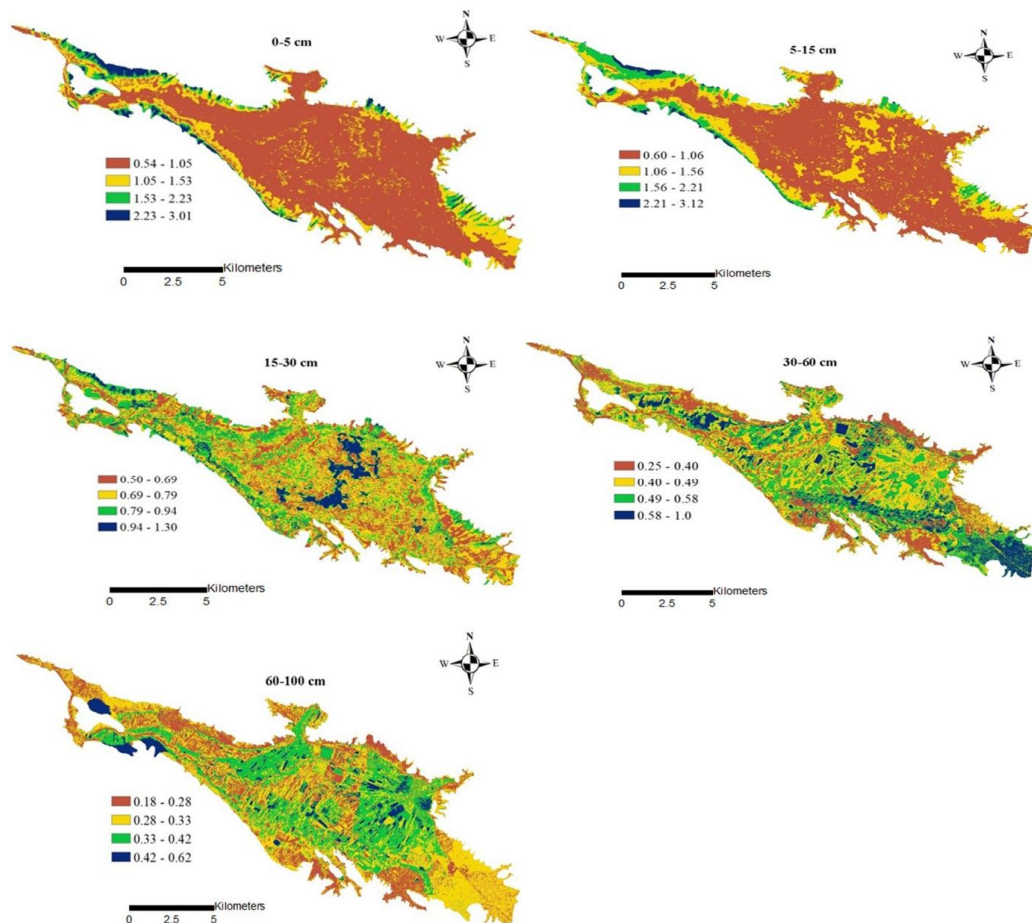 0-5 cm
N
W E
S
0.54 - 1.05
1.05 - 1.53
1.53 - 2.23
2.23 - 3.01
Kilometers
0 2.5 5
5-15 cm
N
W E
S
0.60 - 1.06
1.06 - 1.56
1.56 - 2.21
2.21 - 3.12
Kilometers
0 2.5 5
15-30 cm
N
W E
S
0.50 - 0.69
0.69 - 0.79
0.79 - 0.94
0.94 - 1.30
Kilometers
0 2.5 5
30-60 cm
N
W E
S
0.25 - 0.40
0.40 - 0.49
0.49 - 0.58
0.58 - 1.0
Kilometers
0 2.5 5
60-100 cm
N
W E
S
0.18 - 0.28
0.28 - 0.33
0.33 - 0.42
0.42 - 0.62
Kilometers
0 2.5 5